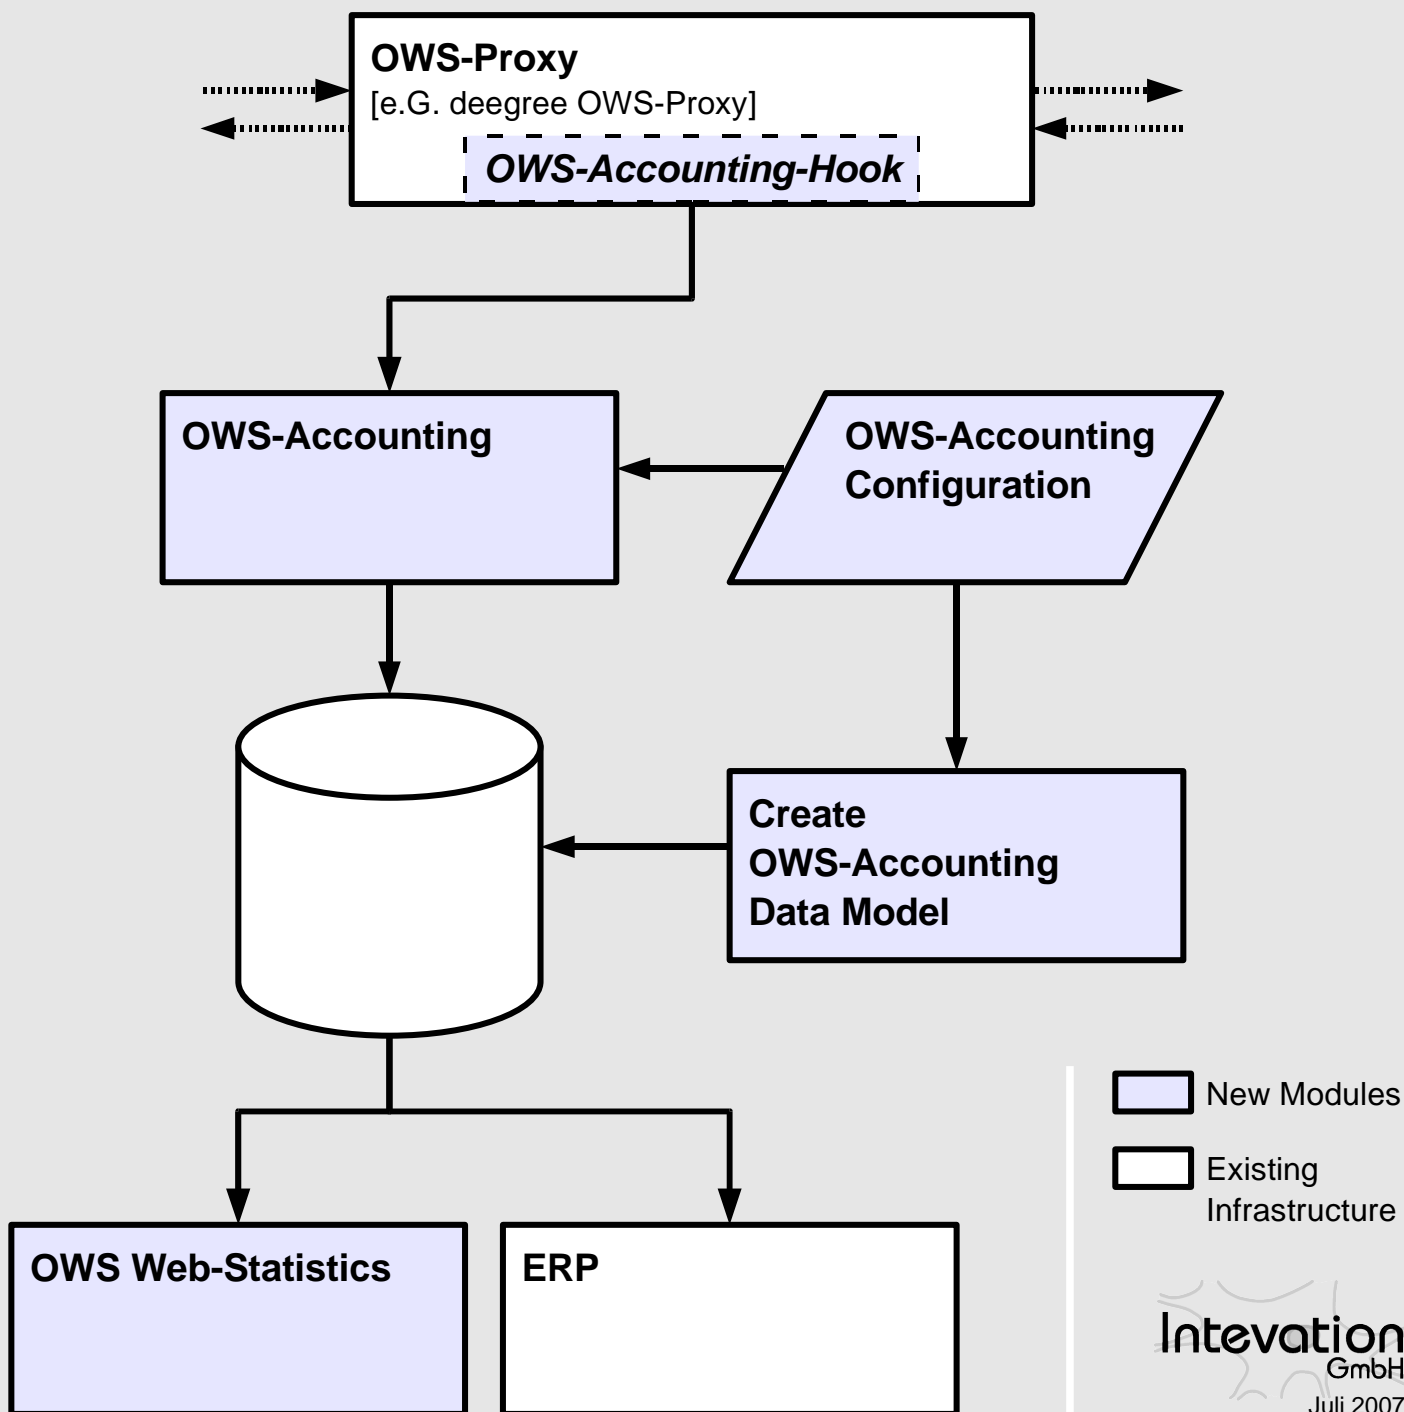 OWS-Proxy
[e.G. deegree OWS-Proxy]
OWS-Accounting-Hook
OWS-Accounting
OWS-Accounting
Configuration
Create
OWS-Accounting
Data Model
New Modules
Existing
Infrastructure
OWS Web-Statistics
ERP
Intevation
GmbH
Juli 2007